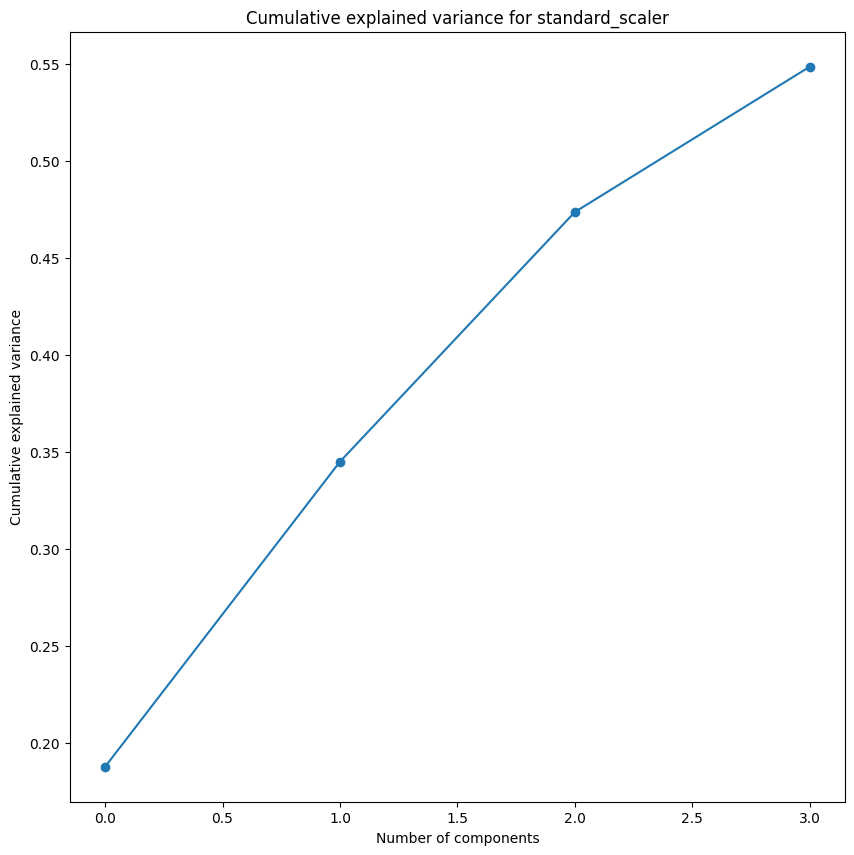 Cumulative explained variance for standard_scaler
0.55
0.50
0.45
0.40
0.35
0.30
0.25
0.20
Cumulative explained variance
0.0 0.5 1.0 1.5 2.0 2.5 3.0
Number of components